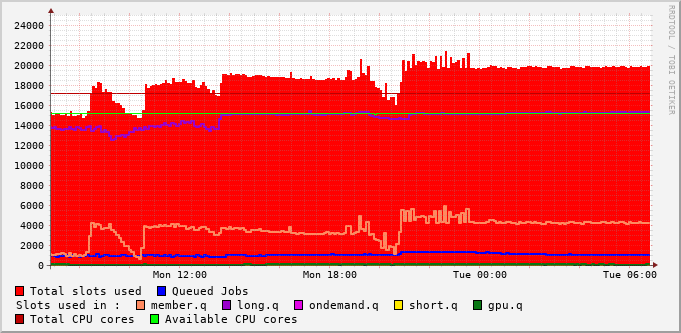 24000
22000
20000
18000
16000
14000
12000
10000
8000
6000
4000
2000
0
Mon 12:00 Mon 18:00 Tue 00:00 Tue 06:00
RRDTOOL / TOBI OETIKER
Total slots used Queued Jobs
Slots used in : member.q long.q ondemand.q short.q gpu.q
Total CPU cores Available CPU cores